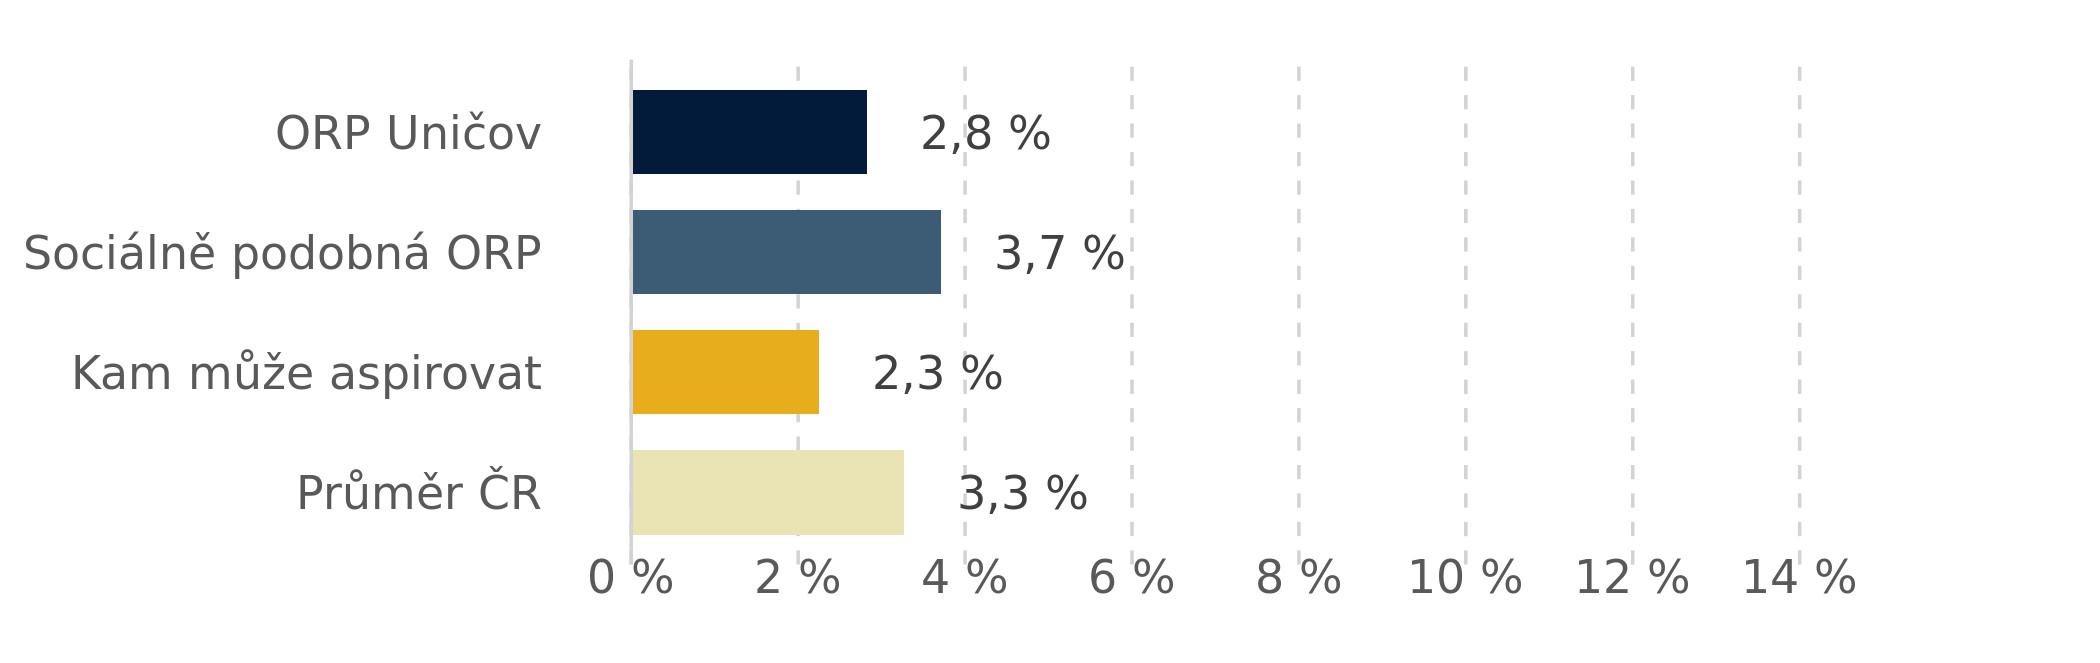 ORP Uničov 2,8 %
Sociálně podobná ORP 3,7 %
Kam může aspirovat 2,3 %
Průměr ČR 3,3 %
0 % 2 % 4 % 6 % 8 % 10 % 12 % 14 %